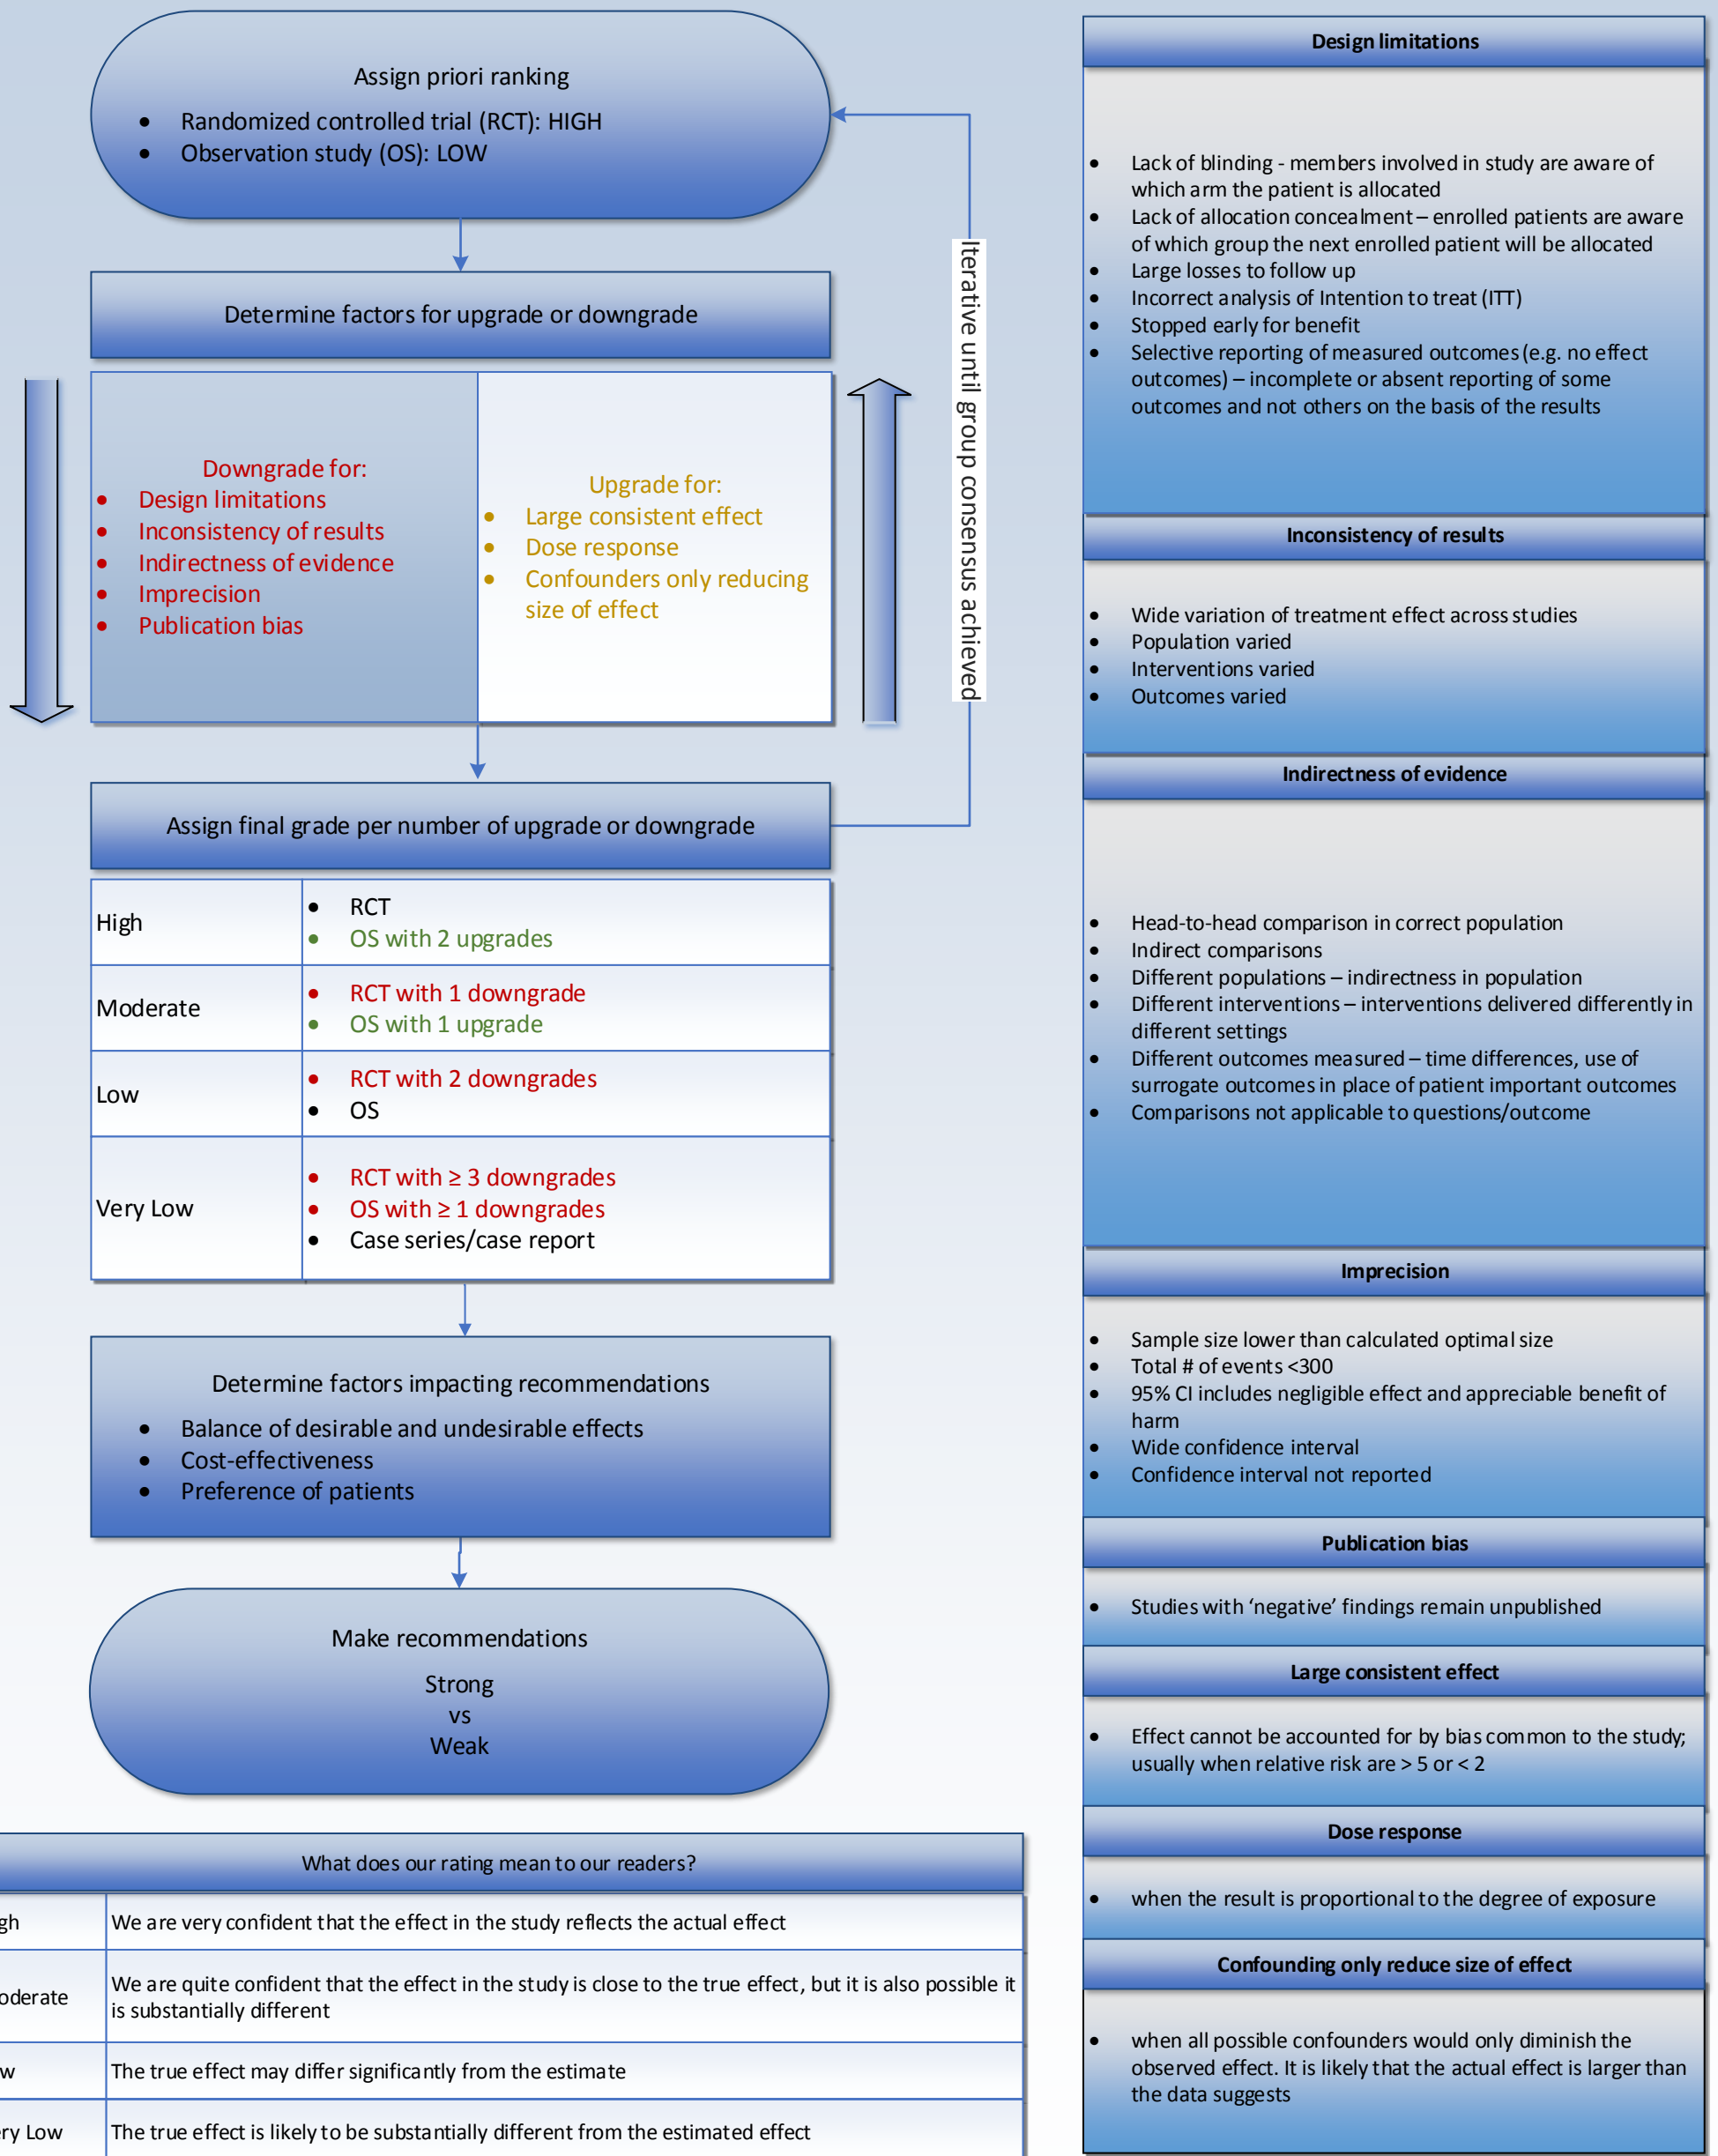 Assign priori ranking
• Randomized controlled trial (RCT): HIGH
• Observation study (OS): LOW
Determine factors for upgrade or downgrade
Downgrade for:
• Design limitations
• Inconsistency of results
• Indirectness of evidence
• Imprecision
• Publication bias
Upgrade for:
• Large consistent effect
• Dose response
• Confounders only reducing
size of effect
Iterative until group consensus achieved
Assign final grade per number of upgrade or downgrade
High
• RCT
• OS with 2 upgrades
Moderate
• RCT with 1 downgrade
• OS with 1 upgrade
Low
• RCT with 2 downgrades
• OS
Very Low
• RCT with ≥ 3 downgrades
• OS with ≥ 1 downgrades
• Case series/case report
Determine factors impacting recommendations
• Balance of desirable and undesirable effects
• Cost-effectiveness
• Preference of patients
Make recommendations
Strong
vs
Weak
What does our rating mean to our readers?
gh
We are very confident that the effect in the study reflects the actual effect
oderate
We are quite confident that the effect in the study is close to the true effect, but it is also possible it
is substantially different
w
The true effect may differ significantly from the estimate
ery Low
The true effect is likely to be substantially different from the estimated effect
Design limitations
• Lack of blinding - members involved in study are aware of
which arm the patient is allocated
• Lack of allocation concealment – enrolled patients are aware
of which group the next enrolled patient will be allocated
• Large losses to follow up
• Incorrect analysis of Intention to treat (ITT)
• Stopped early for benefit
• Selective reporting of measured outcomes (e.g. no effect
outcomes) – incomplete or absent reporting of some
outcomes and not others on the basis of the results
Inconsistency of results
• Wide variation of treatment effect across studies
• Population varied
• Interventions varied
• Outcomes varied
Indirectness of evidence
• Head-to-head comparison in correct population
• Indirect comparisons
• Different populations – indirectness in population
• Different interventions – interventions delivered differently in
different settings
• Different outcomes measured – time differences, use of
surrogate outcomes in place of patient important outcomes
• Comparisons not applicable to questions/outcome
Imprecision
• Sample size lower than calculated optimal size
• Total # of events <300
• 95% CI includes negligible effect and appreciable benefit of
harm
• Wide confidence interval
• Confidence interval not reported
Publication bias
• Studies with ‘negative’ findings remain unpublished
Large consistent effect
• Effect cannot be accounted for by bias common to the study;
usually when relative risk are > 5 or < 2
Dose response
• when the result is proportional to the degree of exposure
Confounding only reduce size of effect
• when all possible confounders would only diminish the
observed effect. It is likely that the actual effect is larger than
the data suggests